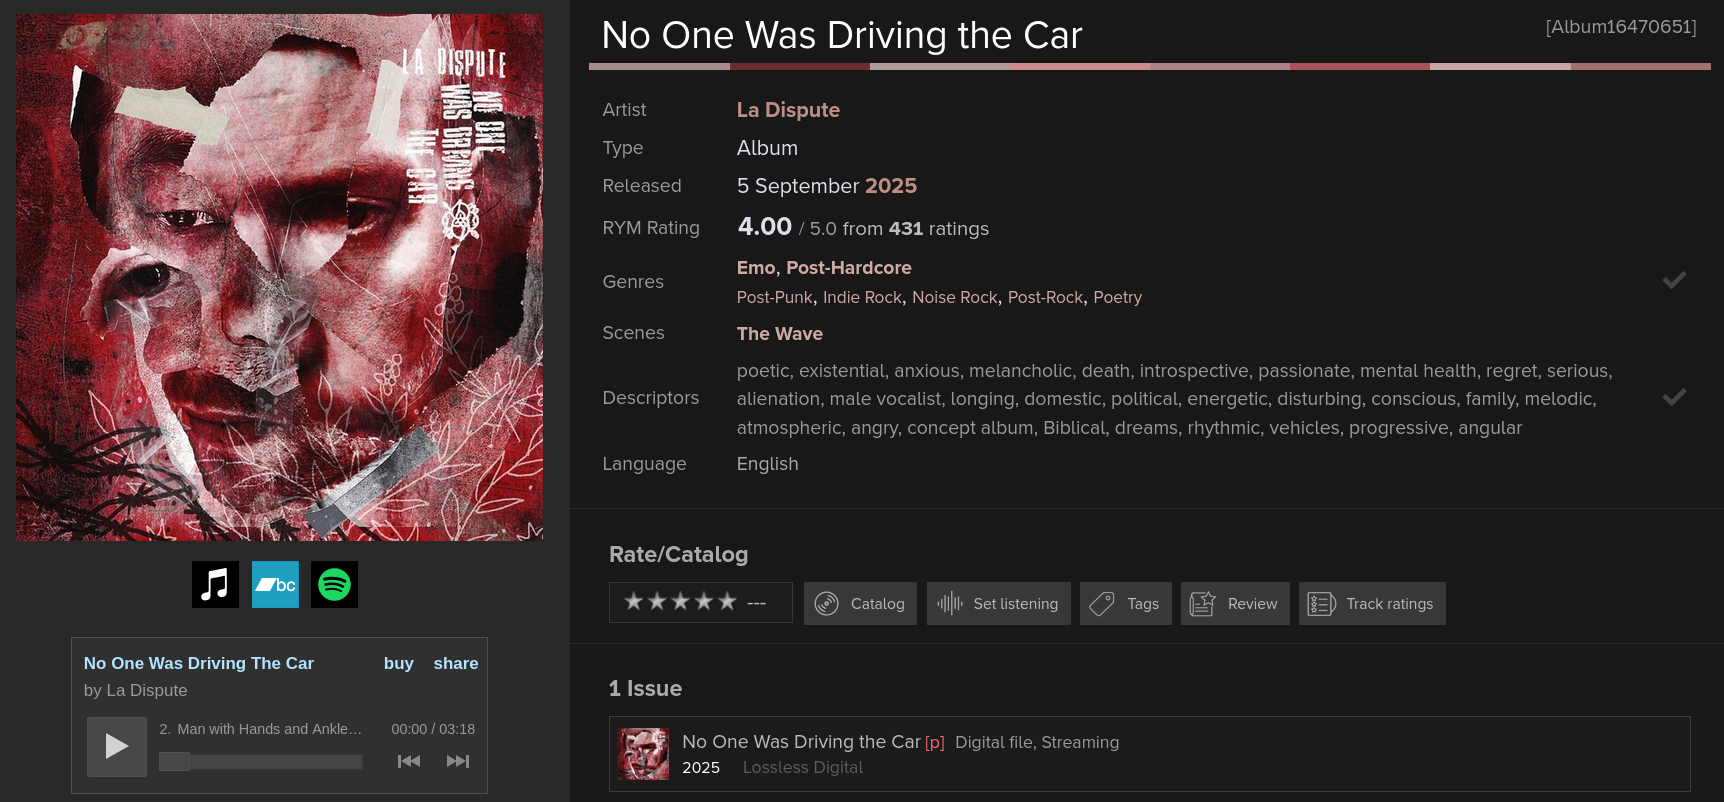 LA DISPUTE
NO ONE
WAS DRIVING
THE CAR
No One Was Driving the Car
[Album16470651]
Artist
La Dispute
Type
Album
Released
5 September 2025
RYM Rating
4.00 / 5.0 from 431 ratings
Genres
Emo, Post-Hardcore
Post-Punk, Indie Rock, Noise Rock, Post-Rock, Poetry
Scenes
The Wave
Descriptors
poetic, existential, anxious, melancholic, death, introspective, passionate, mental health, regret, serious,
alienation, male vocalist, longing, domestic, political, energetic, disturbing, conscious, family, melodic,
atmospheric, angry, concept album, Biblical, dreams, rhythmic, vehicles, progressive, angular
Language
English
bc
No One Was Driving The Car buy share
by La Dispute
2. Man with Hands and Ankle… 00:00 / 03:18
Rate/Catalog
--- Catalog Set listening Tags Review Track ratings
1 Issue
No One Was Driving the Car [p] Digital file, Streaming
2025 Lossless Digital